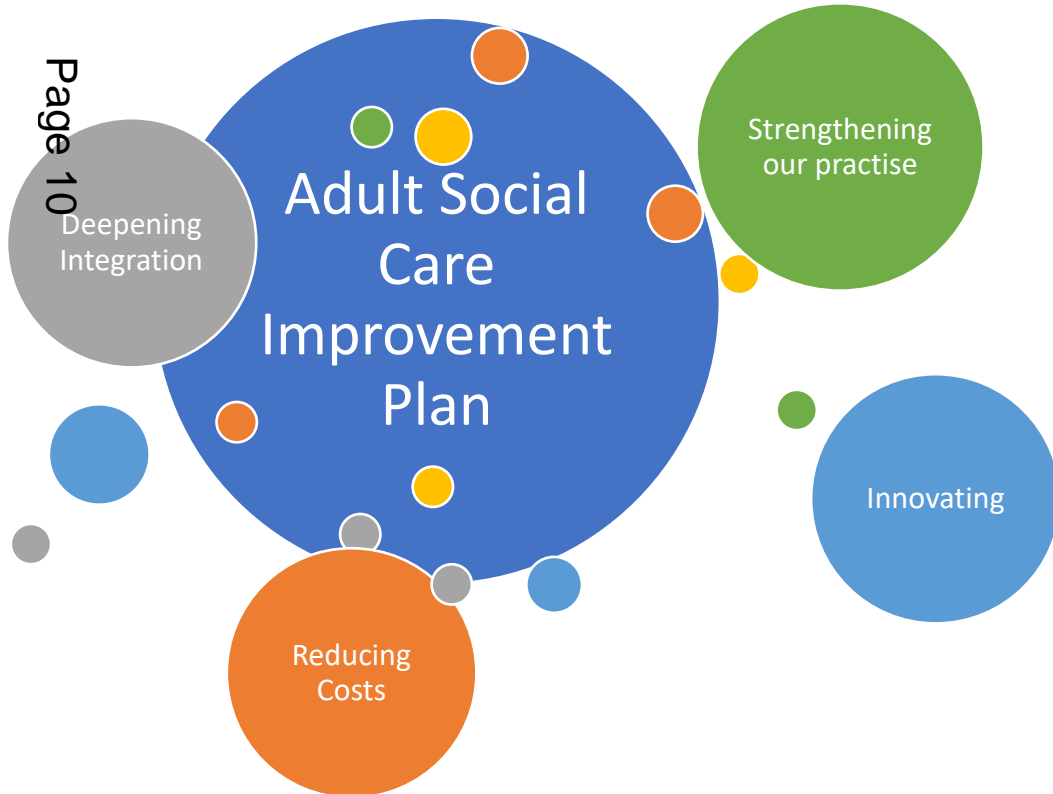 Page 10
Adult Social
Care
Improvement
Plan
Deepening
Integration
Strengthening
our practise
Innovating
Reducing
Costs